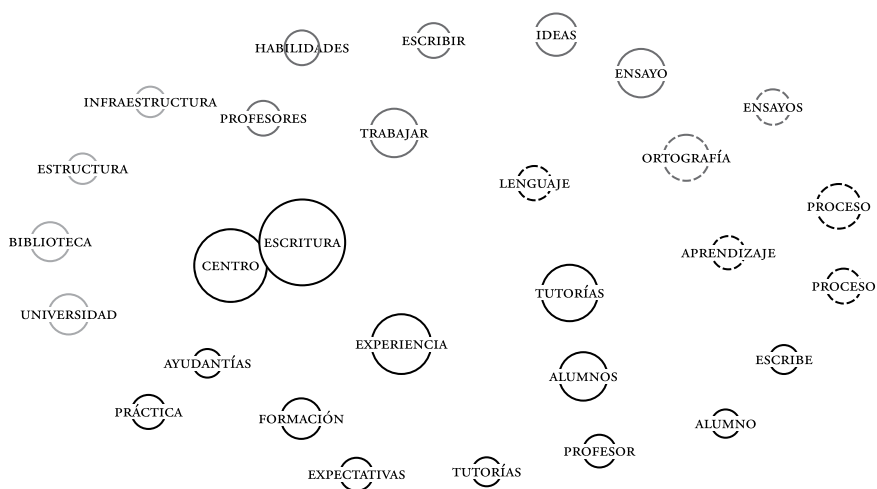 IDEAS
ESCRIBIR
HABILIDADES
ENSAYO
INFRAESTRUCTURA
ENSAYOS
PROFESORES
TRABAJAR
ORTOGRAFÍA
ESTRUCTURA
LENGUAJE
PROCESO
BIBLIOTECA
ESCRITURA
APRENDIZAJE
CENTRO
PROCESO
TUTORÍAS
UNIVERSIDAD
EXPERIENCIA
ESCRIBE
AYUDANTÍAS
ALUMNOS
PRÁCTICA
FORMACIÓN
ALUMNO
PROFESOR
EXPECTATIVAS
TUTORÍAS